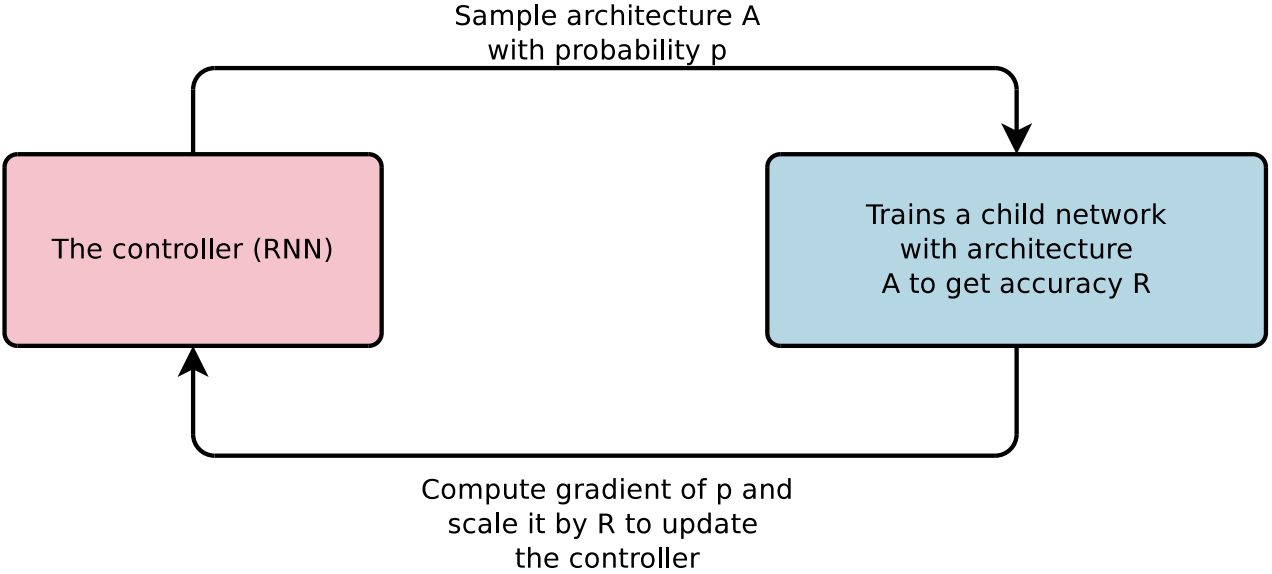 Sample architecture A
with probability p
The controller (RNN)
Trains a child network
with architecture
A to get accuracy R
Compute gradient of p and
scale it by R to update
the controller